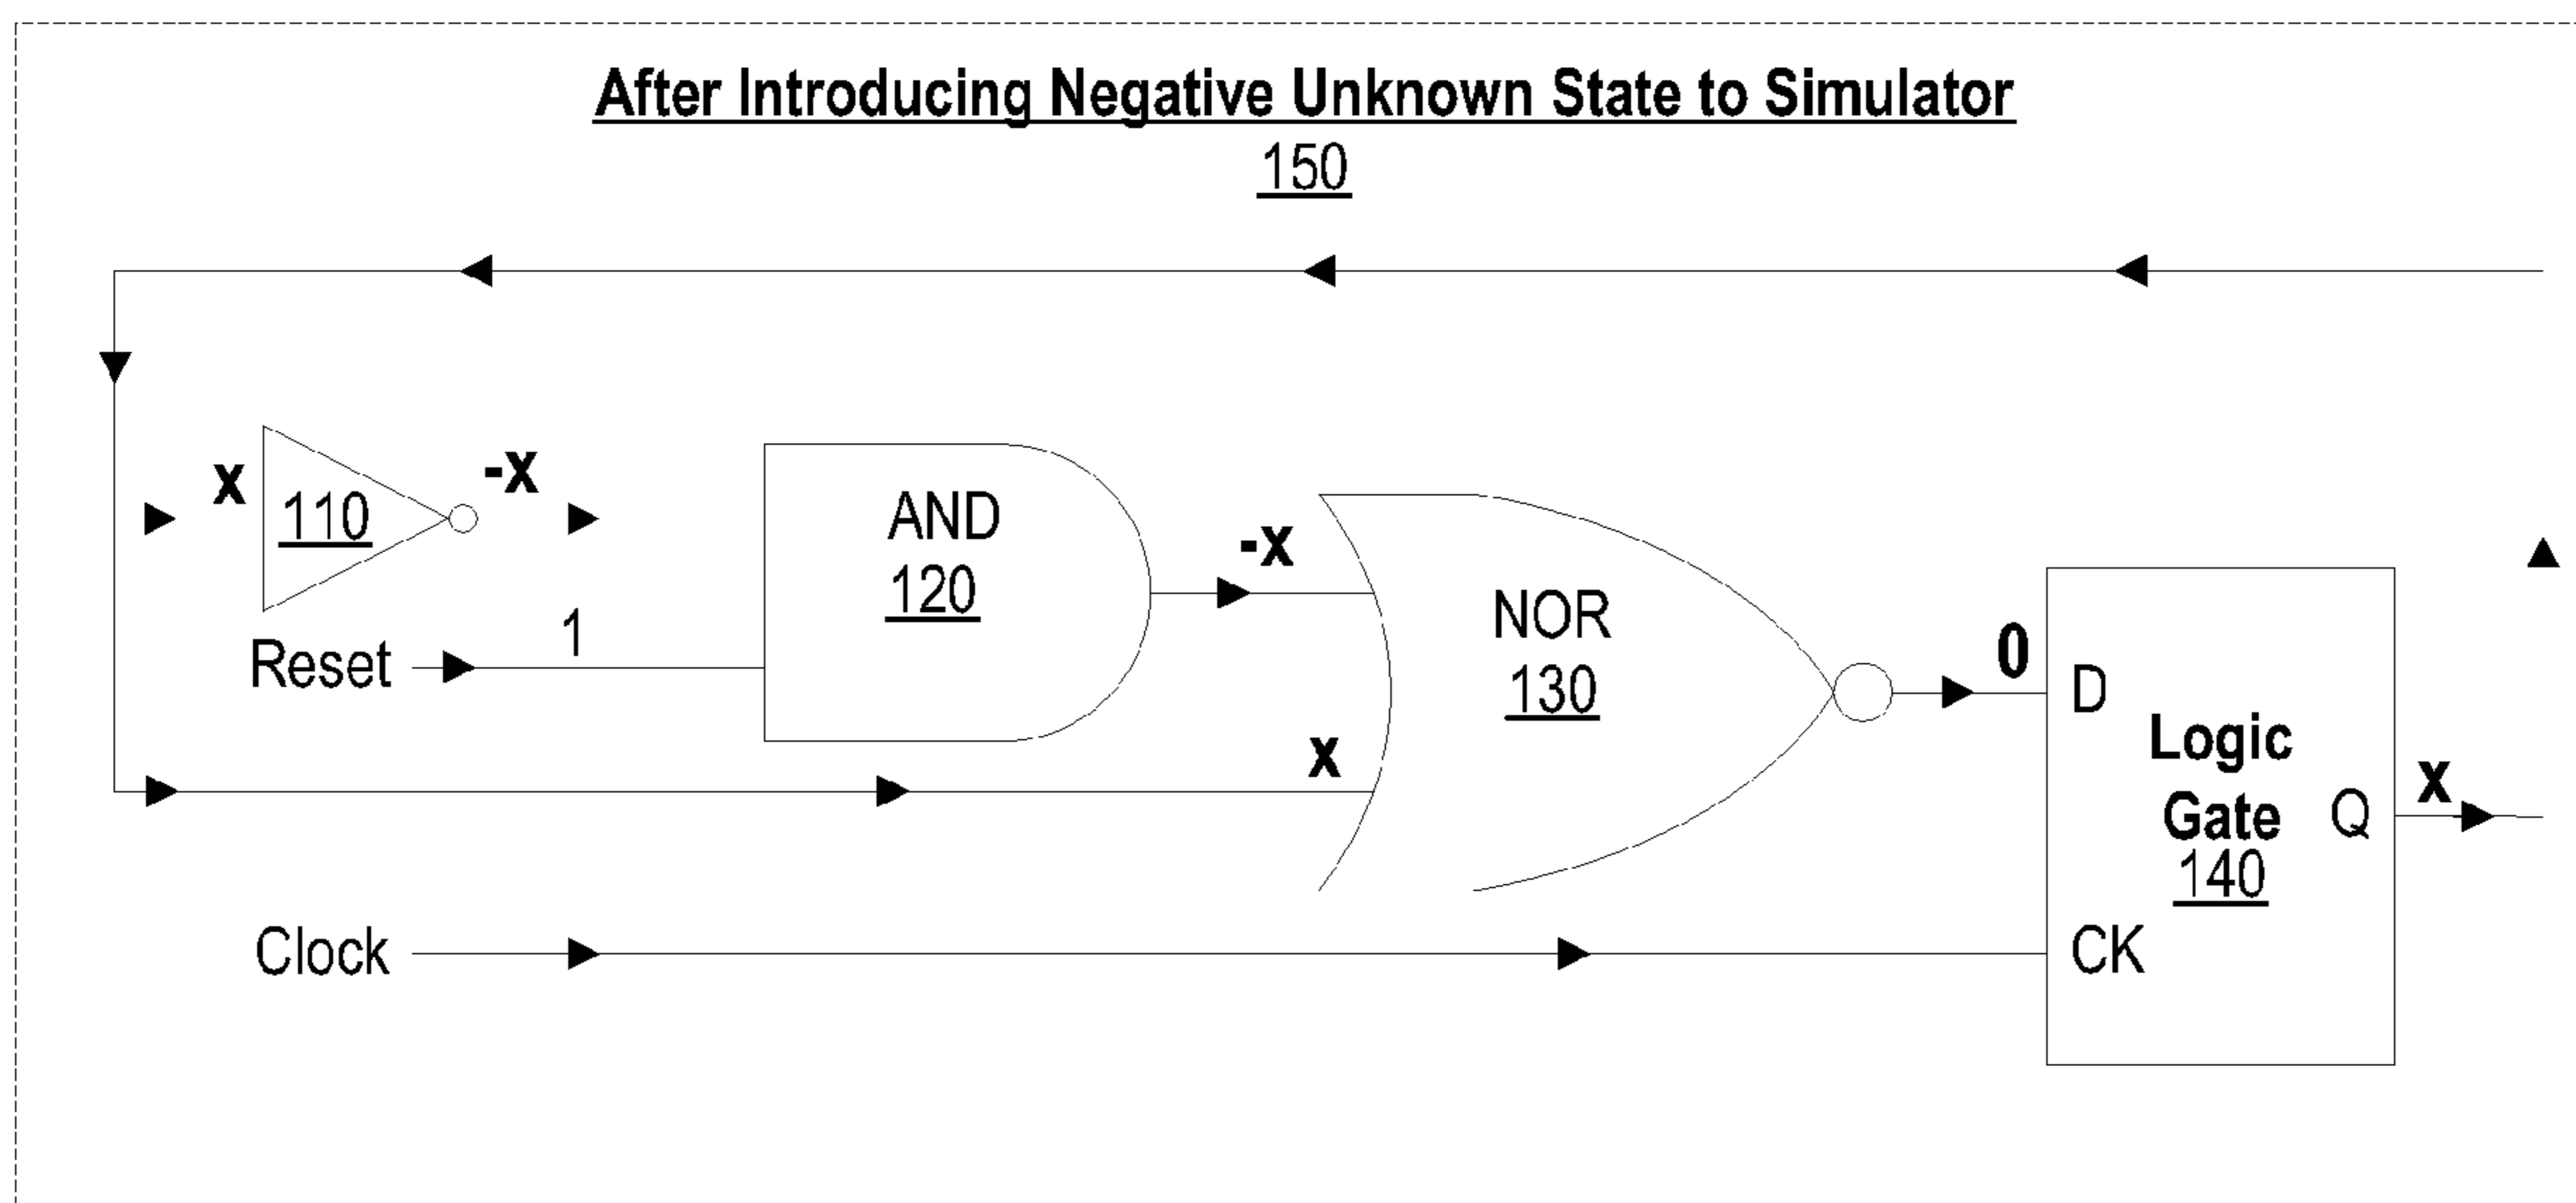 After Introducing Negative Unknown State to Simulator
150
x
110
-x
AND
120
-x
NOR
130
Reset
1
0
D
x
Logic
Gate
140
Q
x
Clock
CK